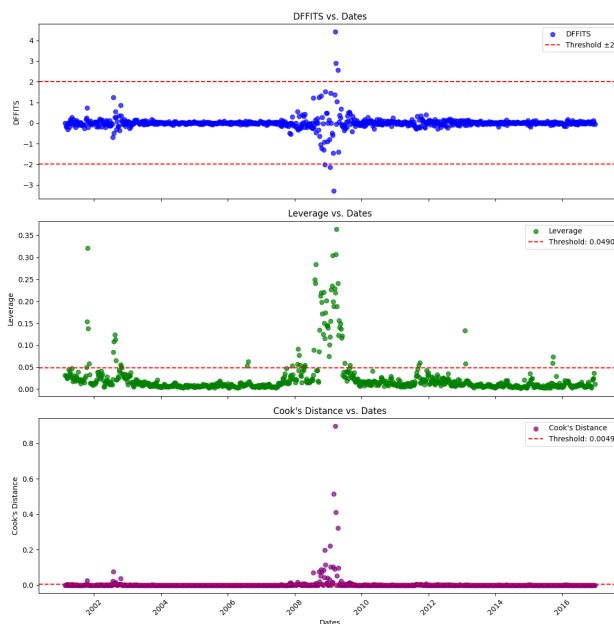 DFFITS vs. Dates
DFFITS
Threshold ±2
4
3
2
1
0
−1
−2
−3
DFFITS
Leverage vs. Dates
Leverage
Threshold: 0.0490
0.35
0.30
0.25
0.20
0.15
0.10
0.05
0.00
Leverage
Cook's Distance vs. Dates
Cook's Distance
Threshold: 0.0049
0.8
0.6
0.4
0.2
0.0
Cook's Distance
2002
2004
2006
2008
2010
2012
2014
2016
Dates